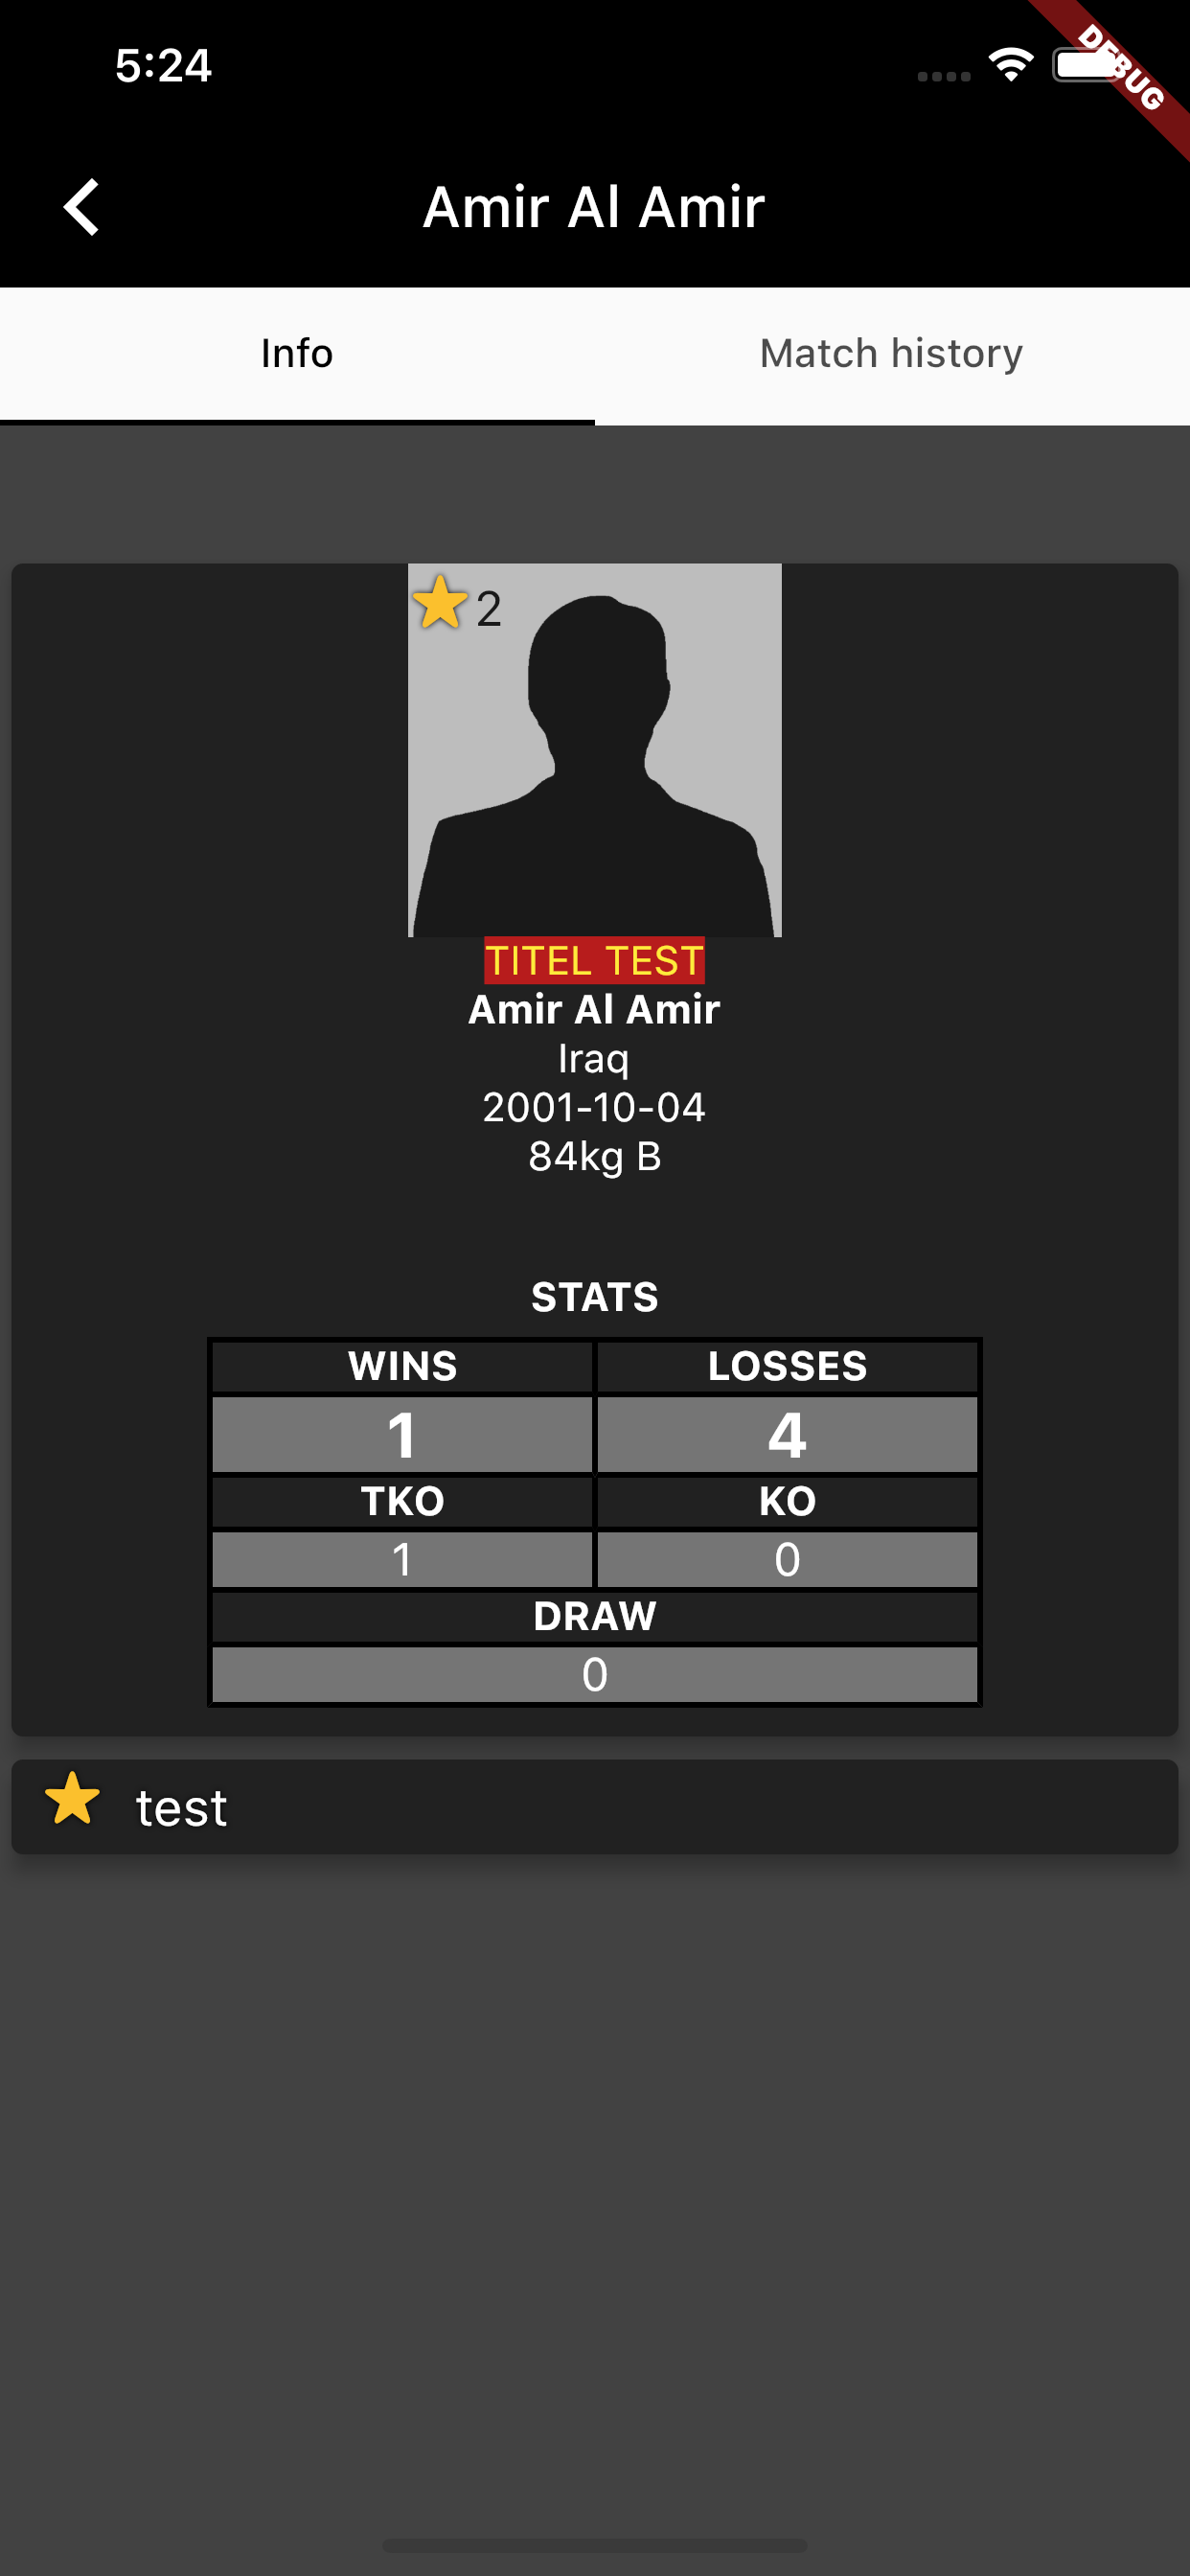 5:24
DEBUG
Amir Al Amir
Info Match history
2
TITEL TEST
Amir Al Amir
Iraq
2001-10-04
84kg B
STATS
WINS LOSSES
1 4
TKO KO
1 0
DRAW
0
test